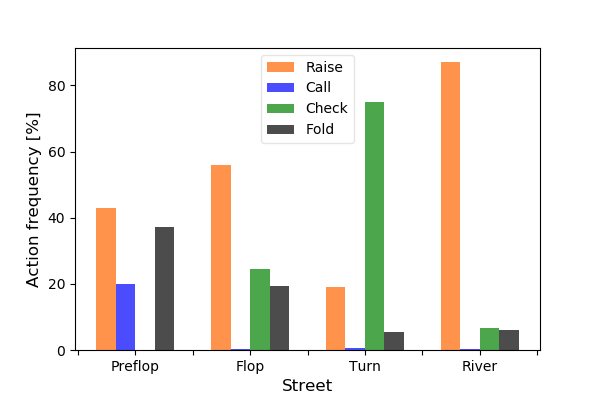 Action frequency [%]
80
60
40
20
0
Raise
Call
Check
Fold
Preflop Flop Turn River
Street